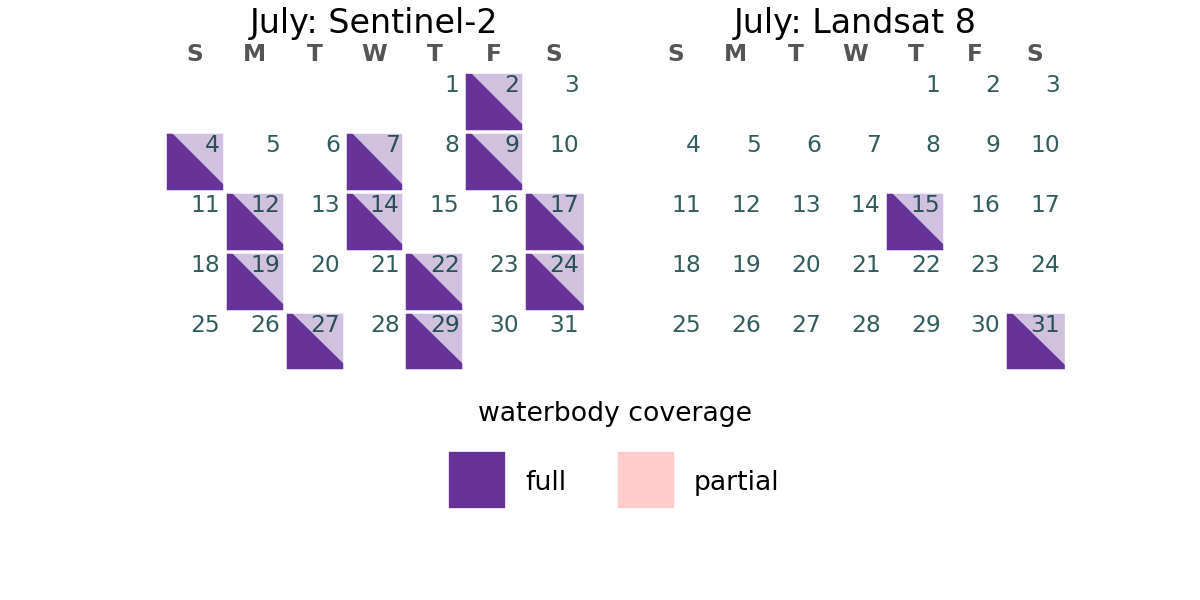 July: Sentinel-2
S M T W T F S
1 2 3
4 5 6 7 8 9 10
11 12 13 14 15 16 17
18 19 20 21 22 23 24
25 26 27 28 29 30 31
July: Landsat 8
S M T W T F S
1 2 3
4 5 6 7 8 9 10
11 12 13 14 15 16 17
18 19 20 21 22 23 24
25 26 27 28 29 30 31
waterbody coverage
full partial